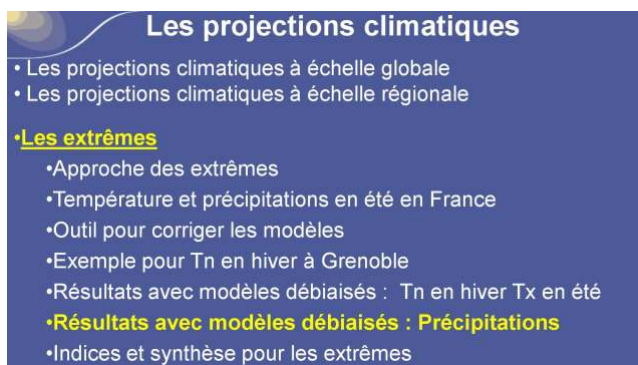 Les projections climatiques
• Les projections climatiques à échelle globale
• Les projections climatiques à échelle régionale
•Les extrêmes
•Approche des extrêmes
•Température et précipitations en été en France
•Outil pour corriger les modèles
•Exemple pour Tn en hiver à Grenoble
•Résultats avec modèles débiaisés : Tn en hiver Tx en été
•Résultats avec modèles débiaisés : Précipitations
•Indices et synthèse pour les extrêmes